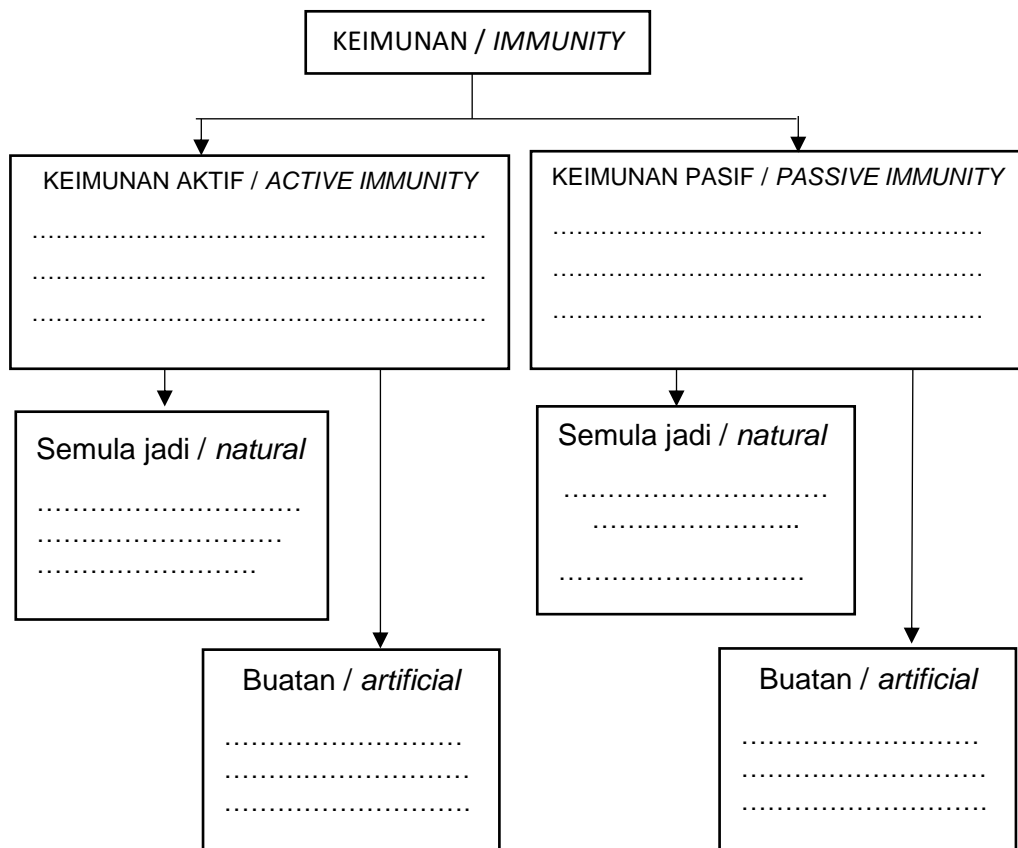 KEIMUNAN / IMMUNITY
KEIMUNAN AKTIF / ACTIVE IMMUNITY
……………………………………………………
……………………………………………………
……………………………………………………
KEIMUNAN PASIF / PASSIVE IMMUNITY
…………………………………………………
…………………………………………………
…………………………………………………
Semula jadi / natural
…………………………
………………………
……………………
Semula jadi / natural
…………………………
…………………..
……………………….
Buatan / artificial
………………………
……………………….
……………………….
Buatan / artificial
………………………
……………………….
……………………….